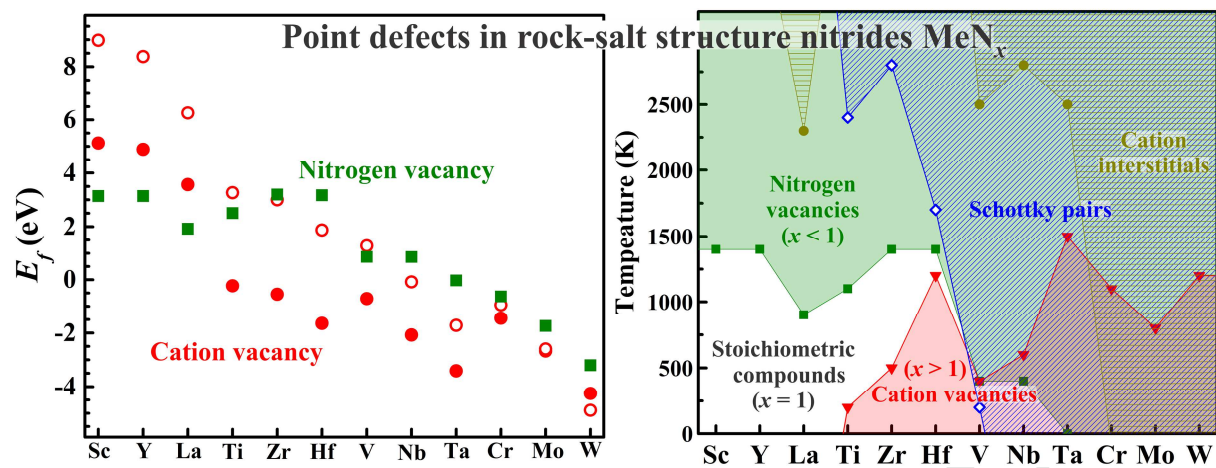 Point defects in rock-salt structure nitrides MeNx
8
6
4
2
0
-2
-4
E_f (eV)
Nitrogen vacancy
Cation vacancy
Sc Y La Ti Zr Hf V Nb Ta Cr Mo W
2500
2000
1500
1000
500
0
Tempeature (K)
Cation
interstitials
Nitrogen
vacancies
(x < 1)
Schottky pairs
Stoichiometric
compounds
(x = 1)
(x > 1)
Cation vacancies
Sc Y La Ti Zr Hf V Nb Ta Cr Mo W